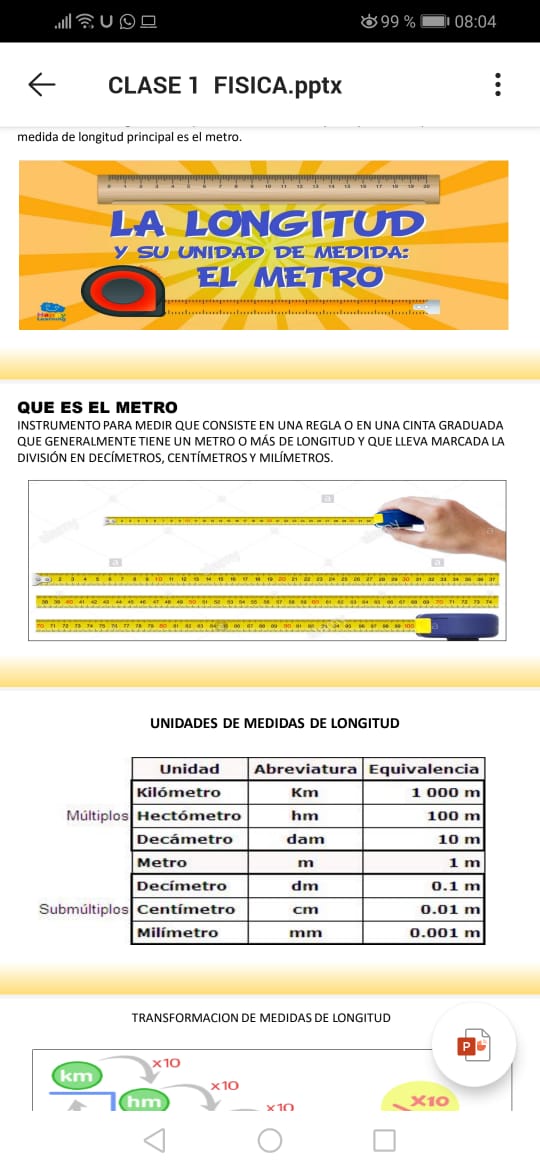 99 % 08:04
CLASE 1 FISICA.pptx
medida de longitud principal es el metro.
LA LONGITUD
Y SU UNIDAD DE MEDIDA:
EL METRO
Happy
Learning
QUE ES EL METRO
INSTRUMENTO PARA MEDIR QUE CONSISTE EN UNA REGLA O EN UNA CINTA GRADUADA
QUE GENERALMENTE TIENE UN METRO O MÁS DE LONGITUD Y QUE LLEVA MARCADA LA
DIVISIÓN EN DECÍMETROS, CENTÍMETROS Y MILÍMETROS.
UNIDADES DE MEDIDAS DE LONGITUD
Unidad Abreviatura Equivalencia
Kilómetro Km 1 000 m
Múltiplos Hectómetro hm 100 m
Decámetro dam 10 m
Metro m 1 m
Decímetro dm 0.1 m
Submúltiplos Centímetro cm 0.01 m
Milímetro mm 0.001 m
TRANSFORMACION DE MEDIDAS DE LONGITUD
km x10
hm x10
x10
X10
P